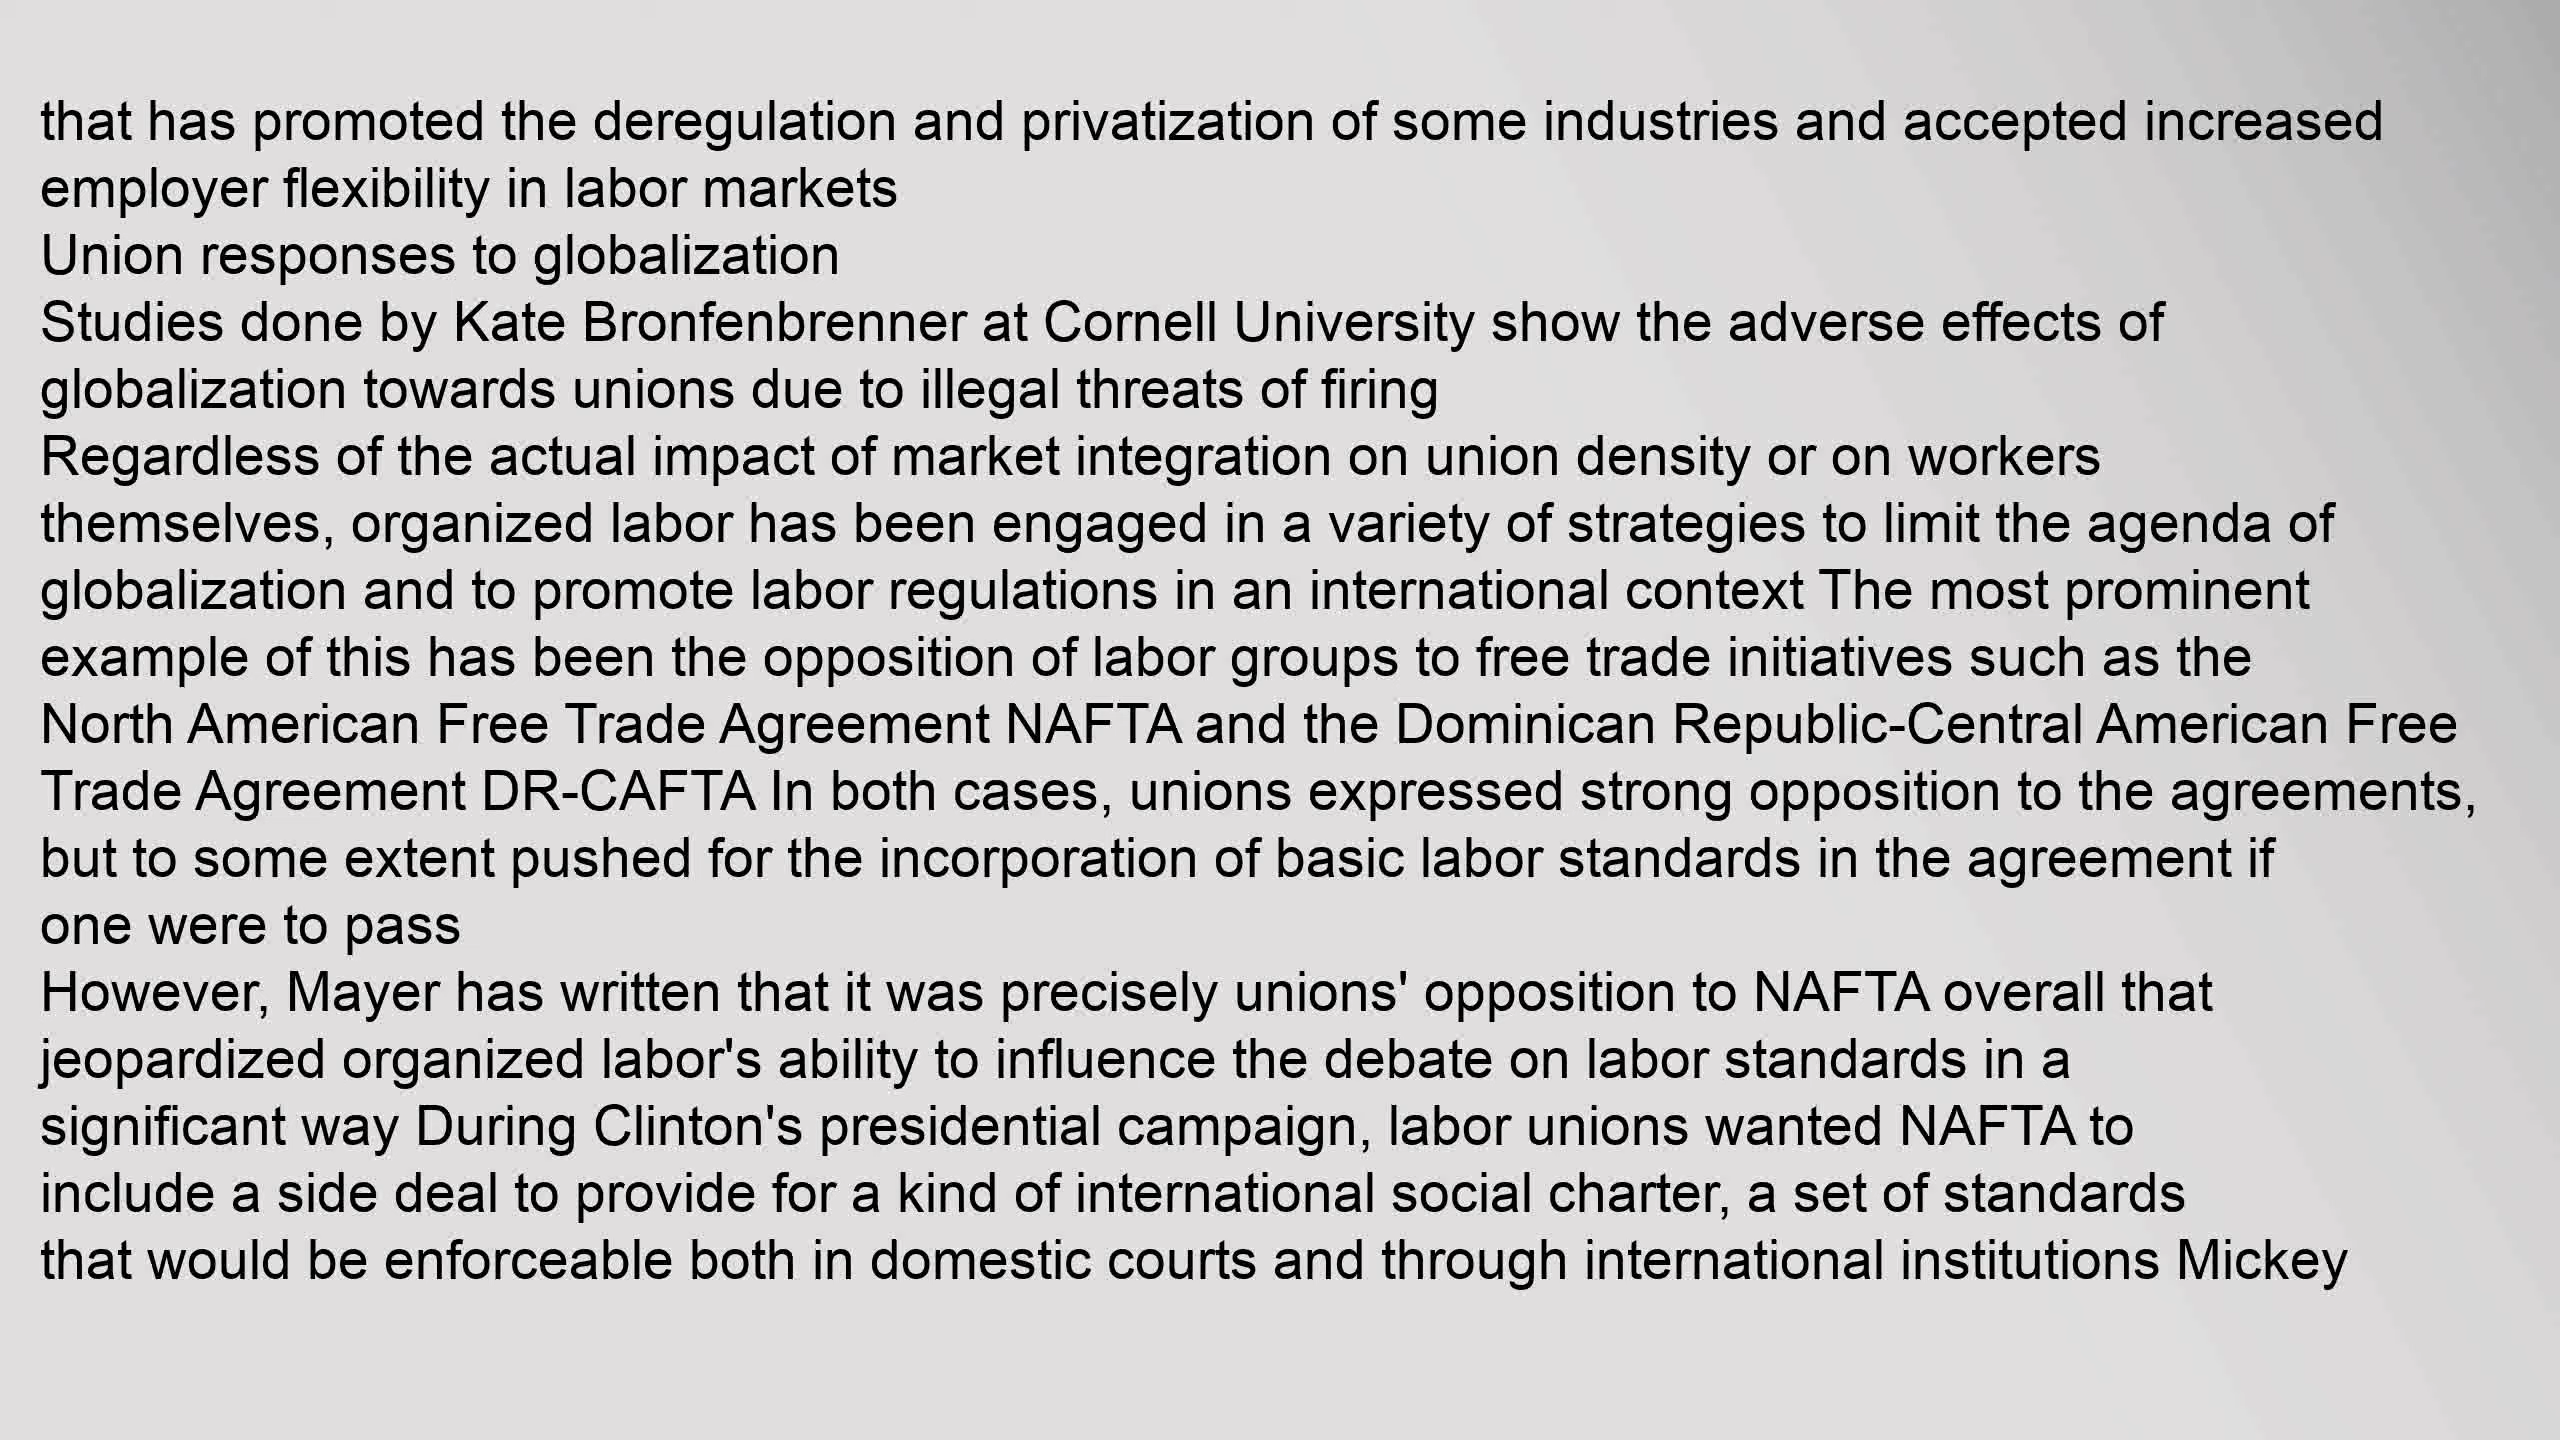 that has promoted the deregulation and privatization of some industries and accepted increased
employer flexibility in labor markets
Union responses to globalization
Studies done by Kate Bronfenbrenner at Cornell University show the adverse effects of
globalization towards unions due to illegal threats of firing
Regardless of the actual impact of market integration on union density or on workers
themselves, organized labor has been engaged in a variety of strategies to limit the agenda of
globalization and to promote labor regulations in an international context The most prominent
example of this has been the opposition of labor groups to free trade initiatives such as the
North American Free Trade Agreement NAFTA and the Dominican Republic-Central American Free
Trade Agreement DR-CAFTA In both cases, unions expressed strong opposition to the agreements,
but to some extent pushed for the incorporation of basic labor standards in the agreement if
one were to pass
However, Mayer has written that it was precisely unions' opposition to NAFTA overall that
jeopardized organized labor's ability to influence the debate on labor standards in a
significant way During Clinton's presidential campaign, labor unions wanted NAFTA to
include a side deal to provide for a kind of international social charter, a set of standards
that would be enforceable both in domestic courts and through international institutions Mickey